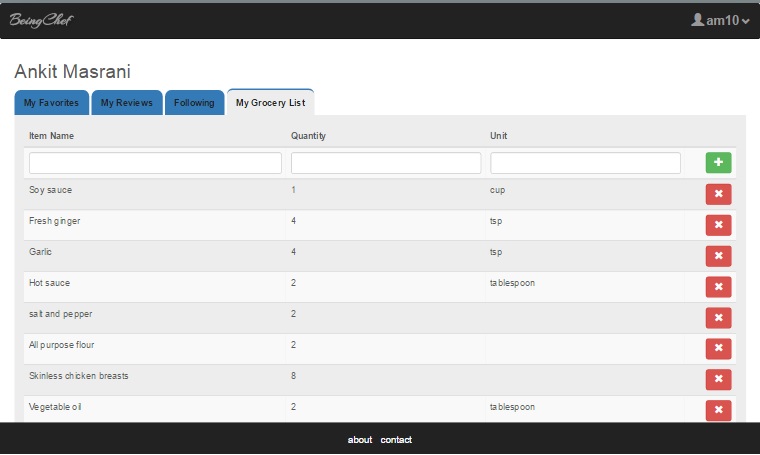 BeingChef
am10
Ankit Masrani
My Favorites My Reviews Following My Grocery List
Item Name Quantity Unit
Soy sauce 1 cup
Fresh ginger 4 tsp
Garlic 4 tsp
Hot sauce 2 tablespoon
salt and pepper 2
All purpose flour 2
Skinless chicken breasts 8
Vegetable oil 2 tablespoon
about contact